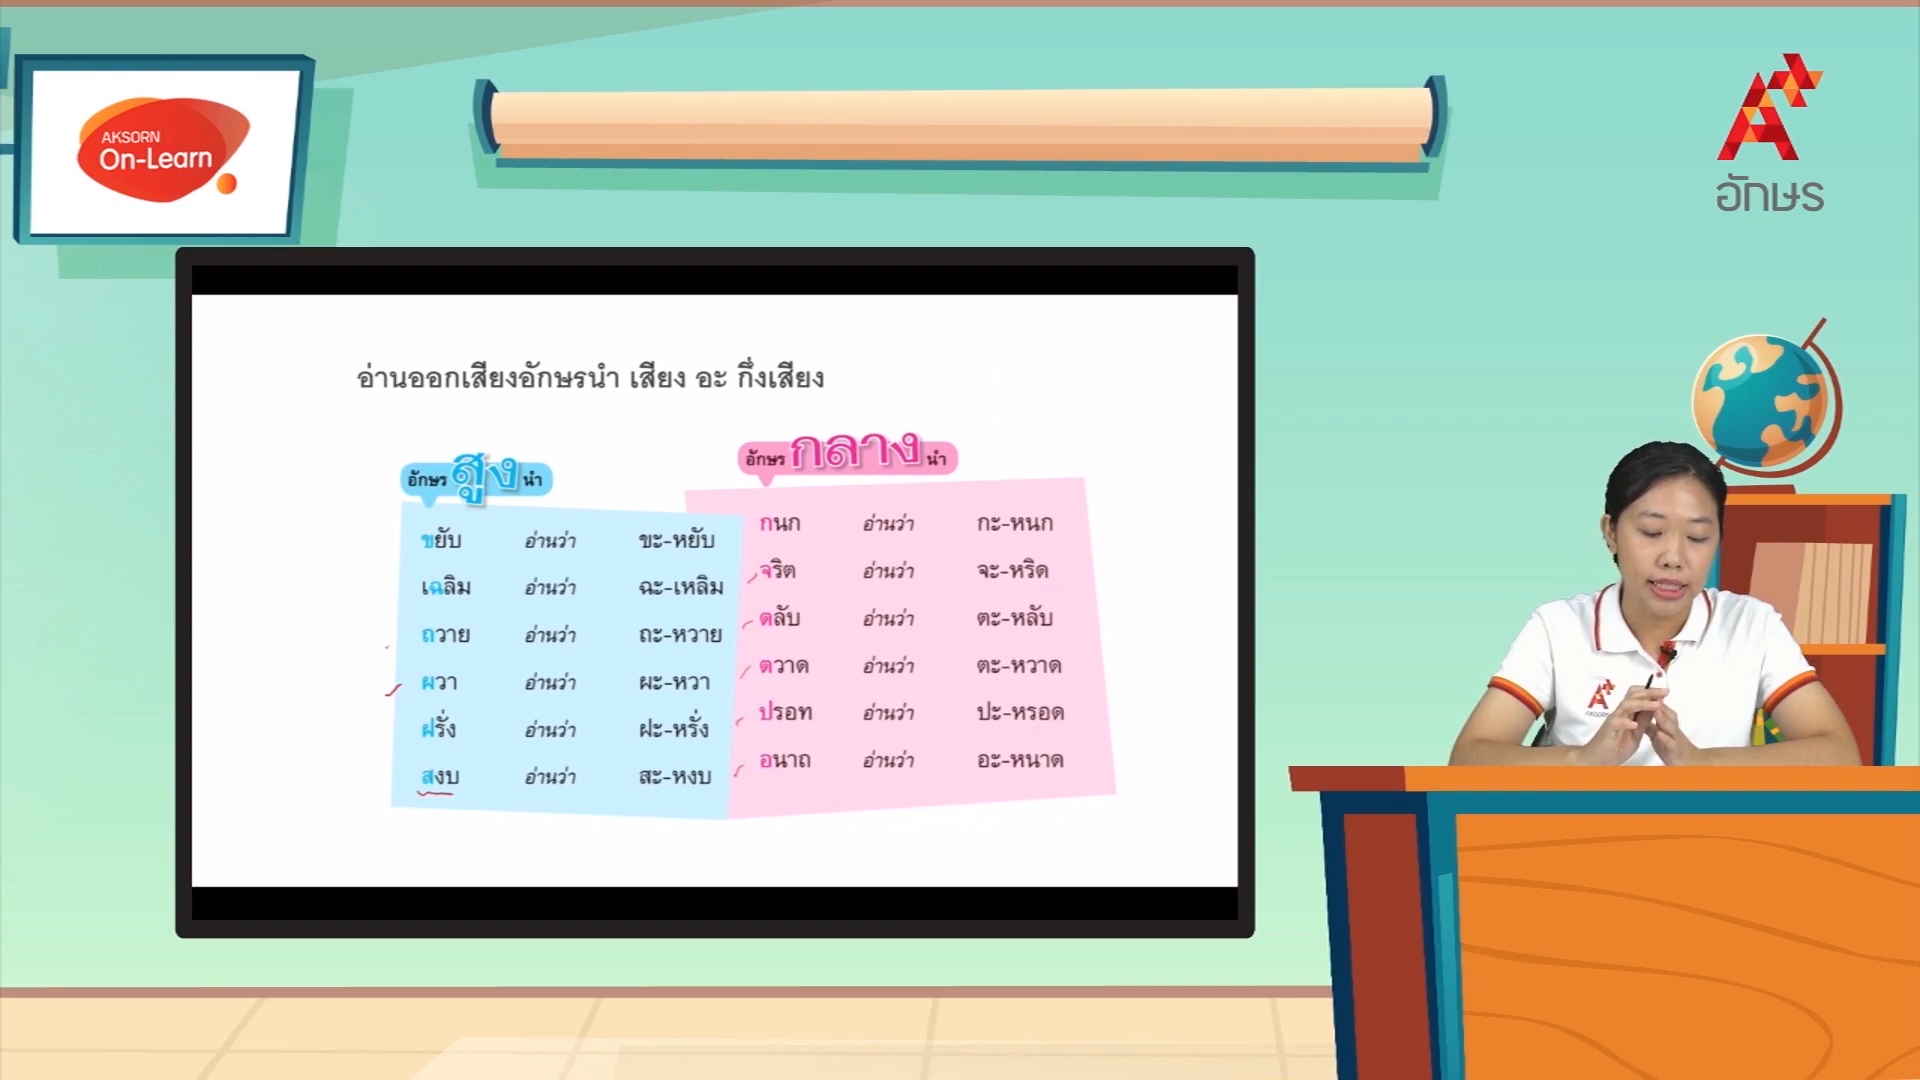 AKSORN
On-Learn
อักษร
อ่านออกเสียงอักษรนำ เสียง อะ กึ่งเสียง
อักษร สูง นำ
ขยับ อ่านว่า ขะ-หยับ
เฉลิม อ่านว่า ฉะ-เหลิม
ถวาย อ่านว่า ถะ-หวาย
ผวา อ่านว่า ผะ-หวา
ฝรั่ง อ่านว่า ฝะ-หรั่ง
สงบ อ่านว่า สะ-หงบ
อักษร กลาง นำ
กนก อ่านว่า กะ-หนก
จริต อ่านว่า จะ-หริด
ตลับ อ่านว่า ตะ-หลับ
ตวาด อ่านว่า ตะ-หวาด
ปรอท อ่านว่า ปะ-หรอด
อนาถ อ่านว่า อะ-หนาด
AKSORN